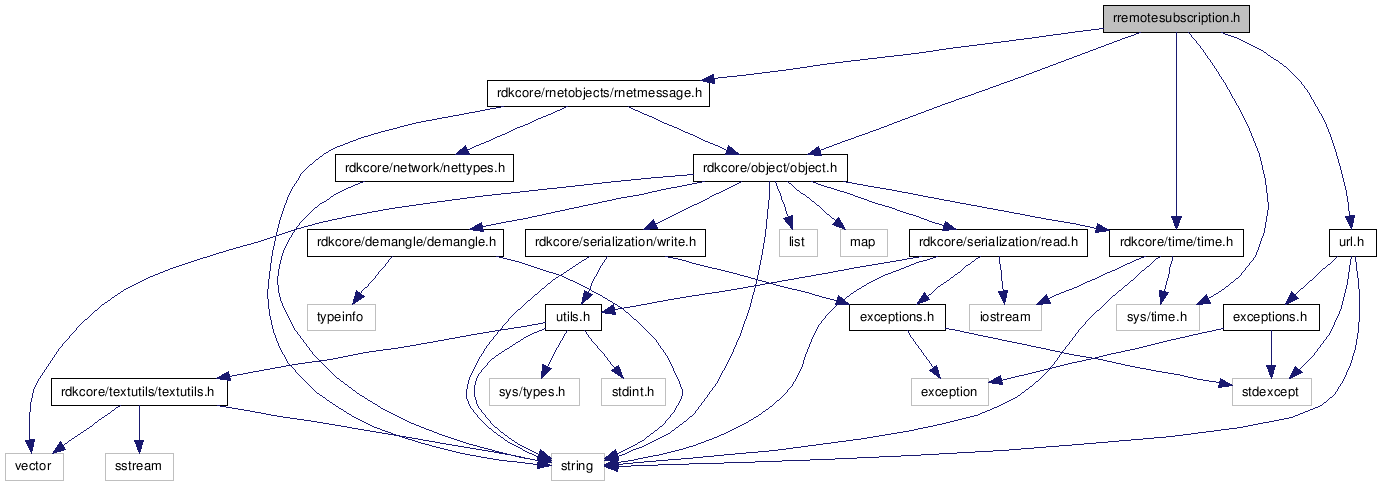 rremotesubscription.h
rdkcore/rnetobjects/rnetmessage.h
rdkcore/network/nettypes.h
rdkcore/object/object.h
rdkcore/demangle/demangle.h
rdkcore/serialization/write.h
list
map
rdkcore/serialization/read.h
rdkcore/time/time.h
url.h
typeinfo
utils.h
exceptions.h
iostream
sys/time.h
exceptions.h
rdkcore/textutils/textutils.h
sys/types.h
stdint.h
exception
stdexcept
vector
sstream
string